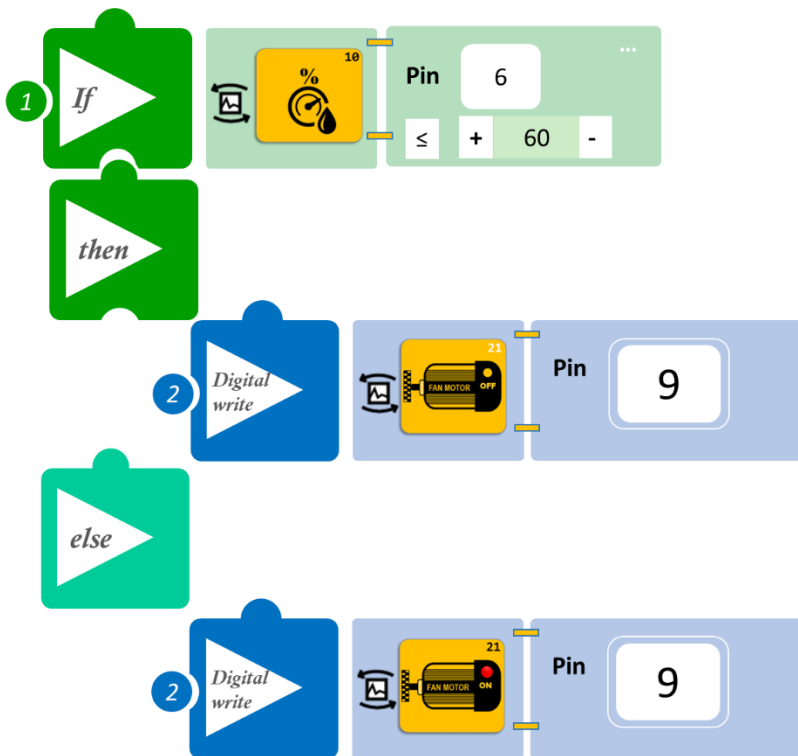 1 If % 10 Pin 6 ...
≤ + 60 -
then
2 Digital write 21 FAN MOTOR OFF Pin 9
else
2 Digital write 21 FAN MOTOR ON Pin 9